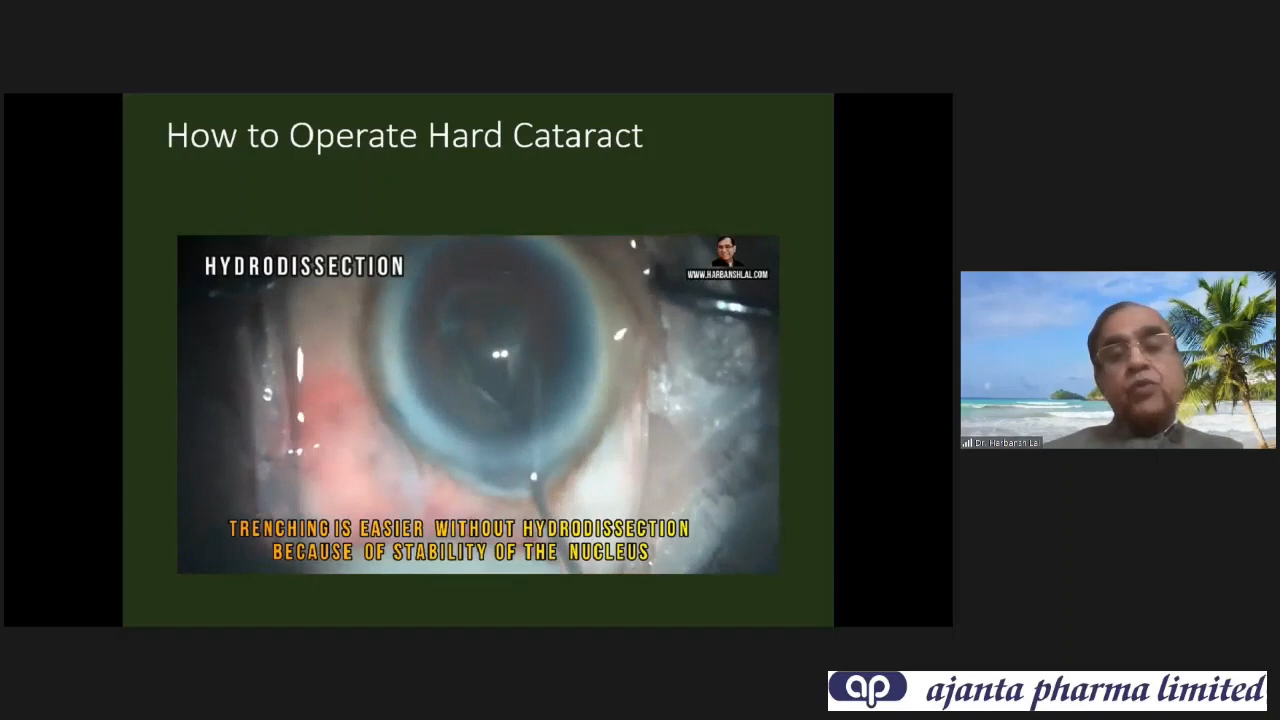 How to Operate Hard Cataract
HYDRODISSECTION
WWW.HARBANSHLAL.COM
TRENCHING IS EASIER WITHOUT HYDRODISSECTION
BECAUSE OF STABILITY OF THE NUCLEUS
Dr. Harbansh Lal
ap ajanta pharma limited